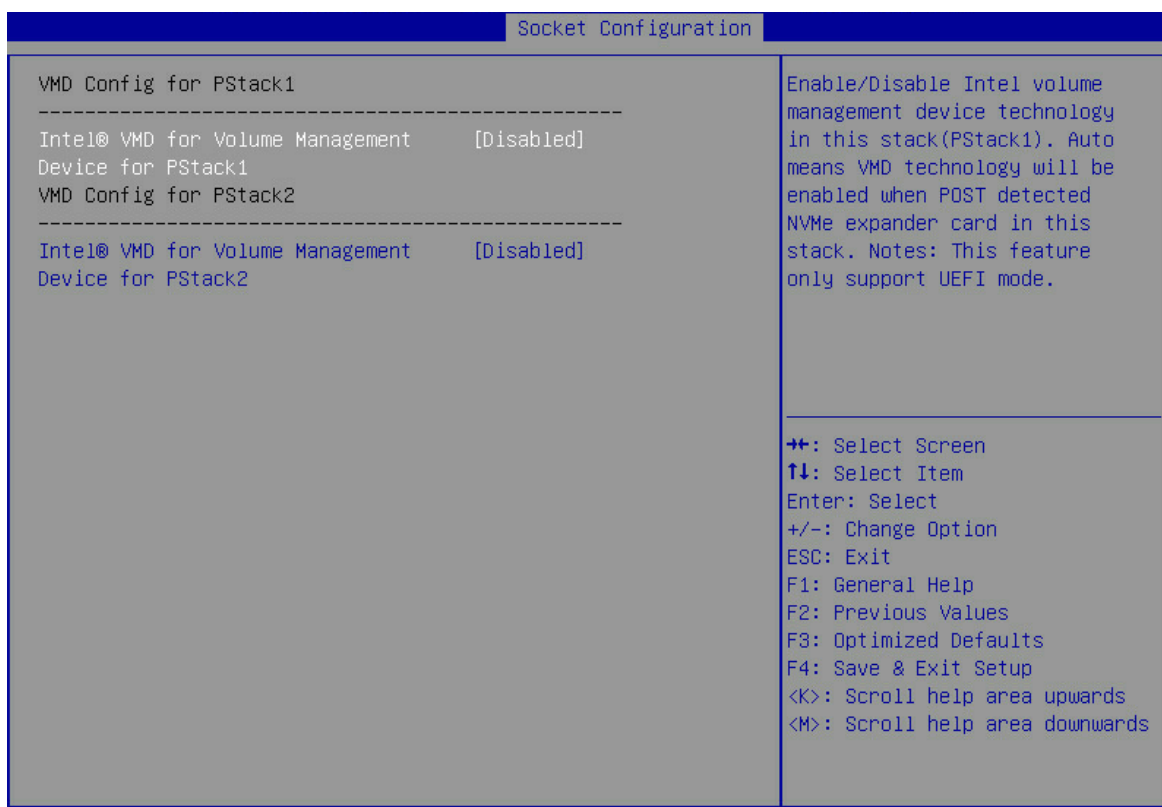 Socket Configuration
VMD Config for PStack1
--------------------------------------------------
Intel® VMD for Volume Management [Disabled]
Device for PStack1
VMD Config for PStack2
--------------------------------------------------
Intel® VMD for Volume Management [Disabled]
Device for PStack2
Enable/Disable Intel volume
management device technology
in this stack(PStack1). Auto
means VMD technology will be
enabled when POST detected
NVMe expander card in this
stack. Notes: This feature
only support UEFI mode.
→←: Select Screen
↑↓: Select Item
Enter: Select
+/-: Change Option
ESC: Exit
F1: General Help
F2: Previous Values
F3: Optimized Defaults
F4: Save & Exit Setup
<K>: Scroll help area upwards
<M>: Scroll help area downwards